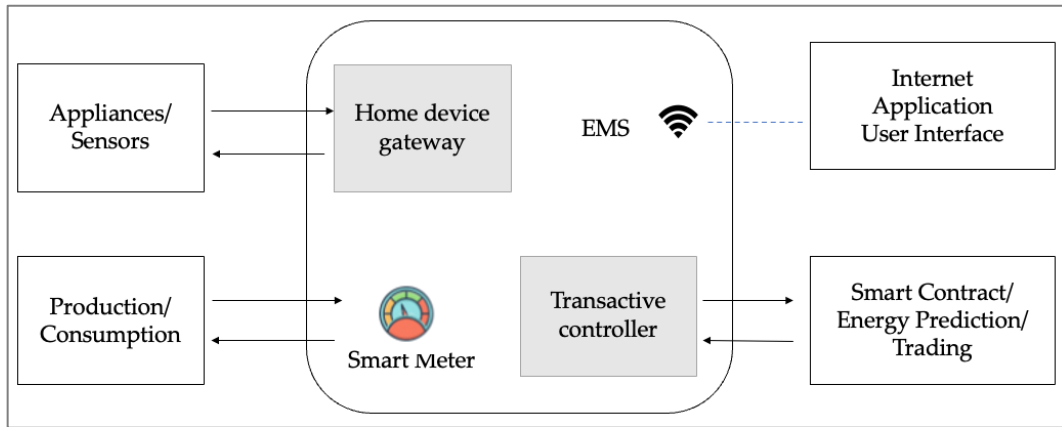 Appliances/
Sensors
Home device
gateway
EMS
Internet
Application
User Interface
Production/
Consumption
Smart Meter
Transactive
controller
Smart Contract/
Energy Prediction/
Trading